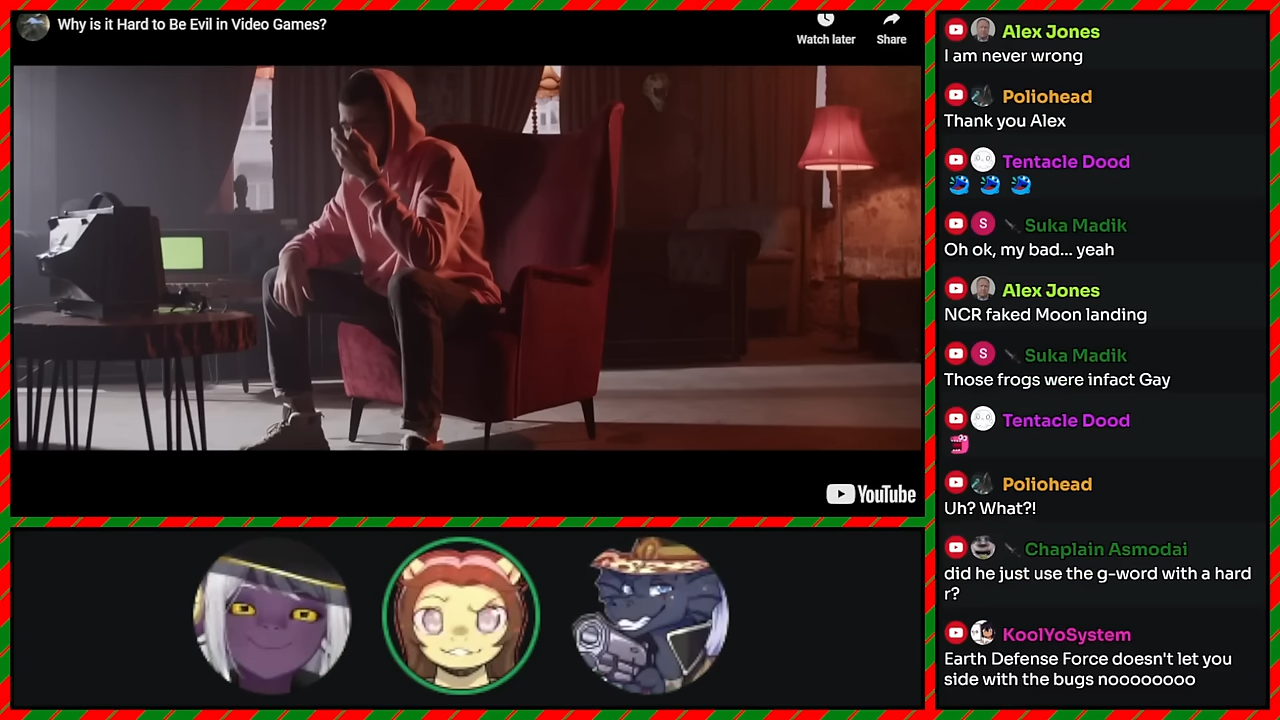 Why is it Hard to Be Evil in Video Games?
Watch later
Share
YouTube
Alex Jones
I am never wrong
Poliohead
Thank you Alex
Tentacle Dood
S Suka Madik
Oh ok, my bad... yeah
Alex Jones
NCR faked Moon landing
S Suka Madik
Those frogs were infact Gay
Tentacle Dood
Poliohead
Uh? What?!
Chaplain Asmodai
did he just use the g-word with a hard
r?
KoolYoSystem
Earth Defense Force doesn't let you
side with the bugs noooooooo